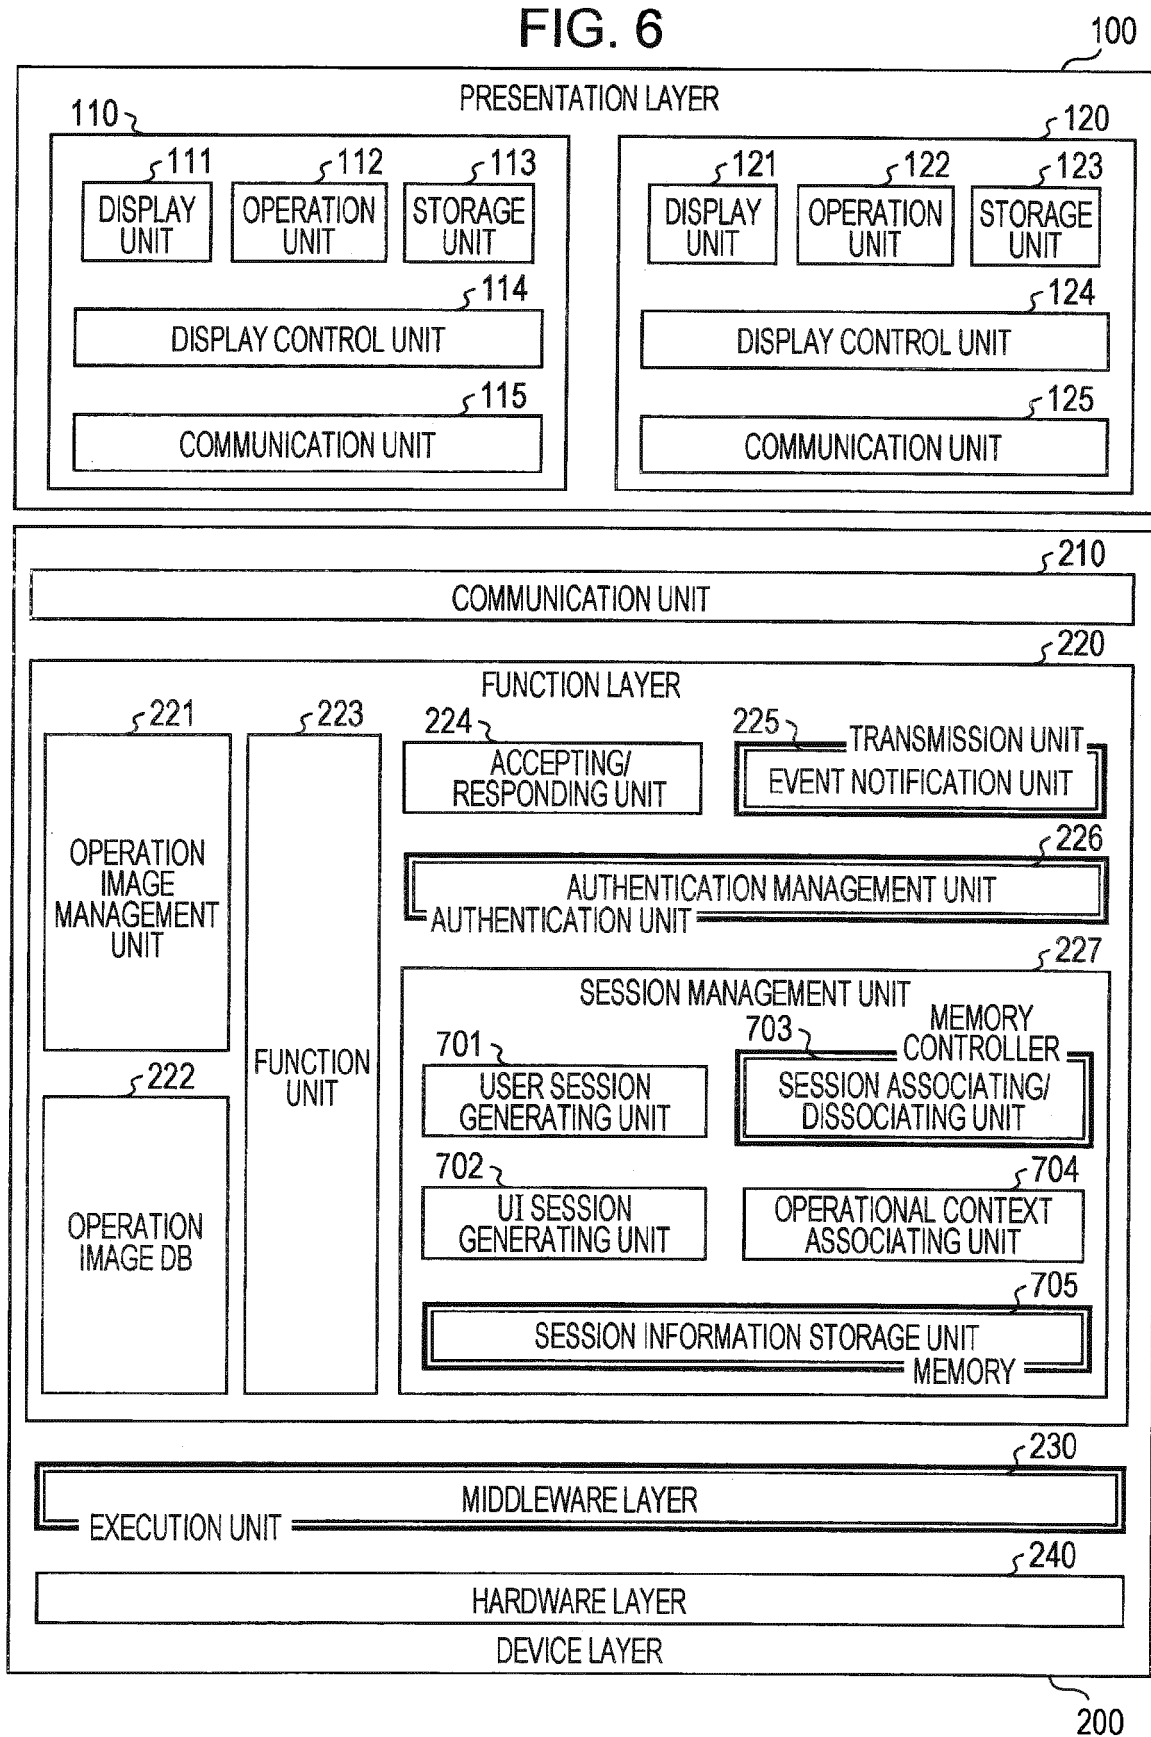 FIG. 6
100
PRESENTATION LAYER
110
120
111
112
113
DISPLAY
UNIT
OPERATION
UNIT
STORAGE
UNIT
114
DISPLAY CONTROL UNIT
115
COMMUNICATION UNIT
121
122
123
DISPLAY
UNIT
OPERATION
UNIT
STORAGE
UNIT
124
DISPLAY CONTROL UNIT
125
COMMUNICATION UNIT
210
COMMUNICATION UNIT
220
FUNCTION LAYER
221
OPERATION
IMAGE
MANAGEMENT
UNIT
222
OPERATION
IMAGE DB
223
FUNCTION
UNIT
224
ACCEPTING/
RESPONDING UNIT
225
TRANSMISSION UNIT
EVENT NOTIFICATION UNIT
226
AUTHENTICATION MANAGEMENT UNIT
AUTHENTICATION UNIT
227
SESSION MANAGEMENT UNIT
701
USER SESSION
GENERATING UNIT
703
MEMORY
CONTROLLER
SESSION ASSOCIATING/
DISSOCIATING UNIT
702
UI SESSION
GENERATING UNIT
704
OPERATIONAL CONTEXT
ASSOCIATING UNIT
705
SESSION INFORMATION STORAGE UNIT
MEMORY
230
MIDDLEWARE LAYER
EXECUTION UNIT
240
HARDWARE LAYER
DEVICE LAYER
200